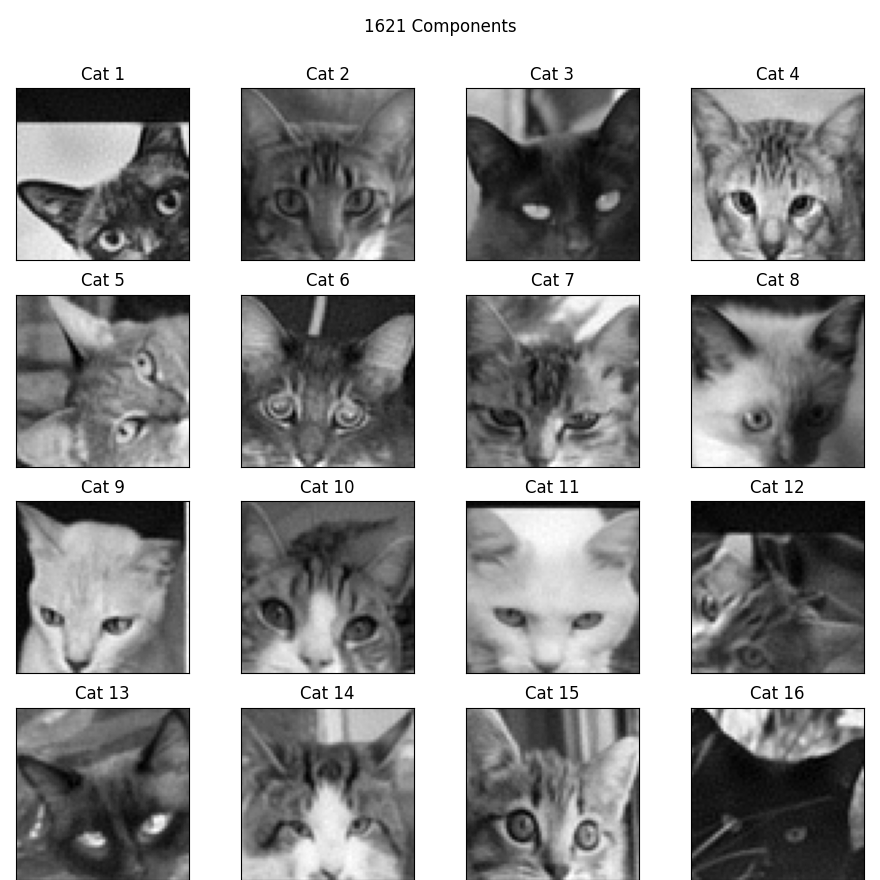 1621 Components
Cat 1 Cat 2 Cat 3 Cat 4
Cat 5 Cat 6 Cat 7 Cat 8
Cat 9 Cat 10 Cat 11 Cat 12
Cat 13 Cat 14 Cat 15 Cat 16